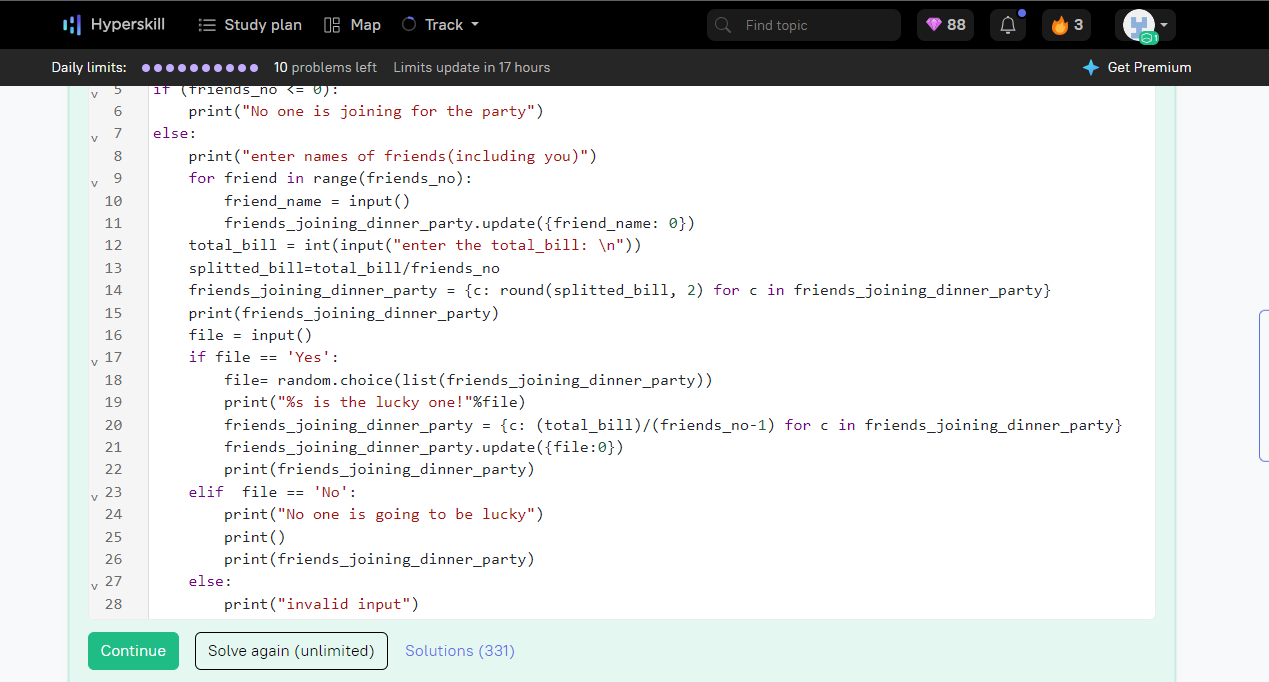 Hyperskill Study plan Map Track Find topic 88 3 1
Daily limits: 10 problems left Limits update in 17 hours Get Premium
5 if (friends_no <= 0):
6     print("No one is joining for the party")
7 else:
8     print("enter names of friends(including you)")
9     for friend in range(friends_no):
10         friend_name = input()
11         friends_joining_dinner_party.update({friend_name: 0})
12     total_bill = int(input("enter the total_bill: \n"))
13     splitted_bill=total_bill/friends_no
14     friends_joining_dinner_party = {c: round(splitted_bill, 2) for c in friends_joining_dinner_party}
15     print(friends_joining_dinner_party)
16     file = input()
17     if file == 'Yes':
18         file= random.choice(list(friends_joining_dinner_party))
19         print("%s is the lucky one!"%file)
20         friends_joining_dinner_party = {c: (total_bill)/(friends_no-1) for c in friends_joining_dinner_party}
21         friends_joining_dinner_party.update({file:0})
22         print(friends_joining_dinner_party)
23     elif  file == 'No':
24         print("No one is going to be lucky")
25         print()
26         print(friends_joining_dinner_party)
27     else:
28         print("invalid input")
Continue Solve again (unlimited) Solutions (331)